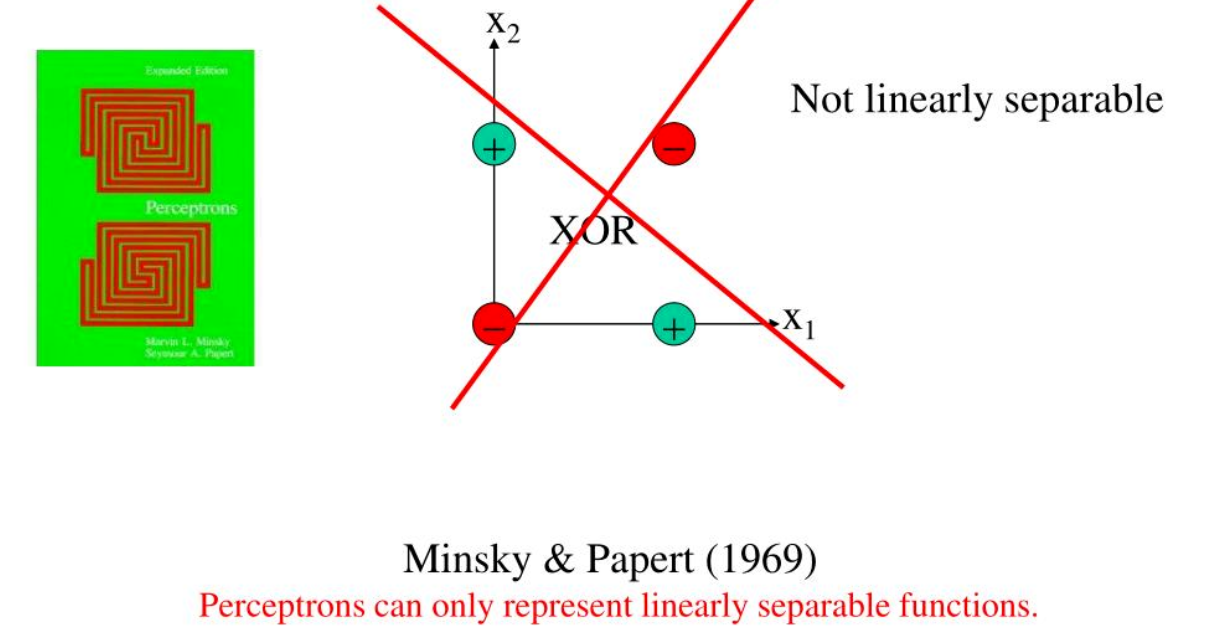 Expanded Edition
Perceptrons
Marvin L. Minsky
Seymour A. Papert
x₂
Not linearly separable
+
−
XOR
−
+
x₁
Minsky & Papert (1969)
Perceptrons can only represent linearly separable functions.